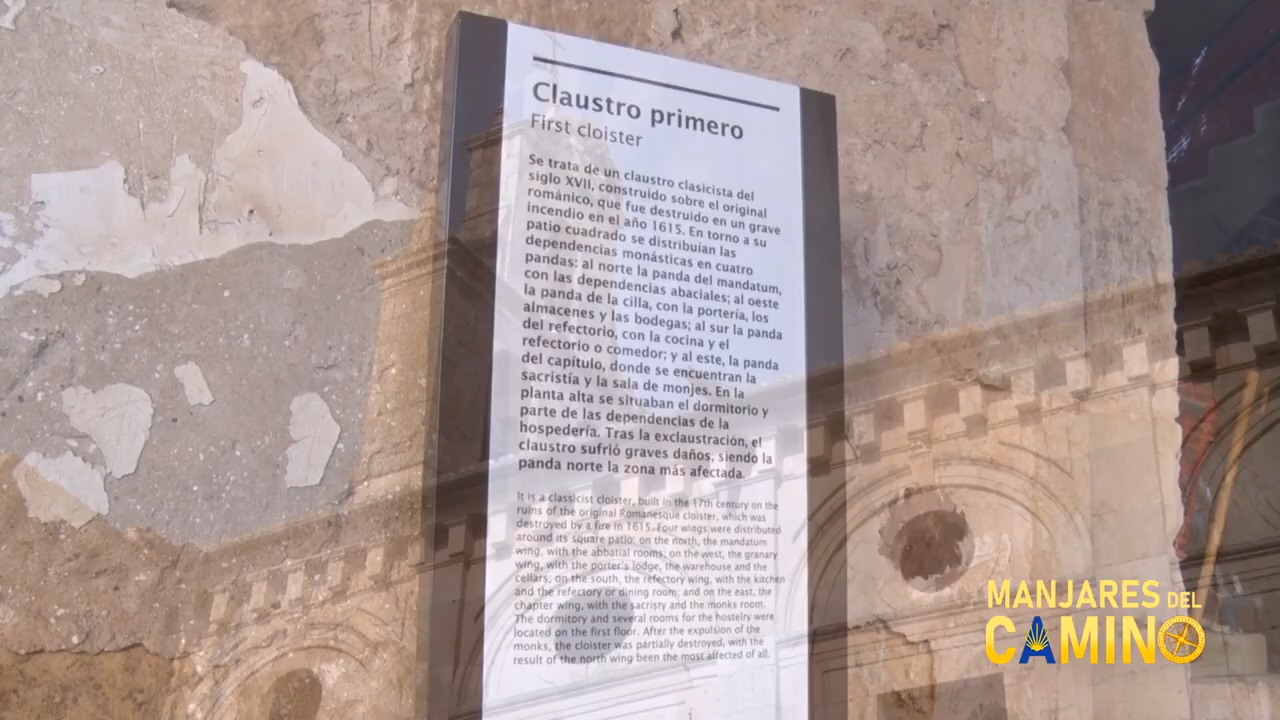 Claustro primero
First cloister
Se trata de un claustro clasicista del
siglo XVII, construido sobre el original
románico, que fue destruido en un grave
incendio en el año 1615. En torno a su
patio cuadrado se distribuían las
dependencias monásticas en cuatro
pandas: al norte la panda del mandatum,
con las dependencias abaciales; al oeste
la panda de la cilla, con la portería, los
almacenes y las bodegas; al sur la panda
del refectorio, con la cocina y el
refectorio o comedor; y al este, la panda
del capítulo, donde se encuentran la
sacristía y la sala de monjes. En la
planta alta se situaban el dormitorio y
parte de las dependencias de la
hospedería. Tras la exclaustración, el
claustro sufrió graves daños, siendo la
panda norte la zona más afectada.
It is a classicist cloister, built in the 17th century on the
ruins of the original Romanesque cloister, which was
destroyed by a fire in 1615. Four wings were distributed
around its square patio: on the north, the mandatum
wing, with the abbatial rooms; on the west, the granary
wing, with the porter's lodge, the warehouse and the
cellars; on the south, the refectory wing, with the kitchen
and the refectory or dining room; and on the east, the
chapter wing, with the sacristy and the monks room.
The dormitory and several rooms for the hostelry were
located on the first floor. After the expulsion of the
monks, the cloister was partially destroyed, with the
result of the north wing been the most affected of all.
MANJARES DEL
CAMINO